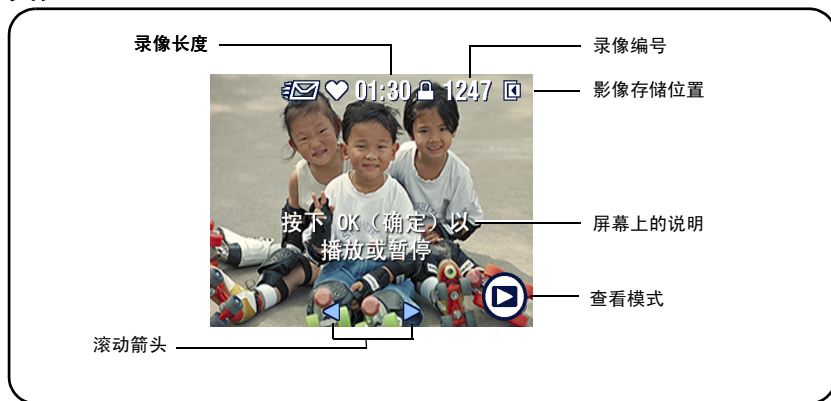 录像长度
录像编号
01:30 1247
影像存储位置
按下 OK（确定）以
播放或暂停
屏幕上的说明
查看模式
滚动箭头